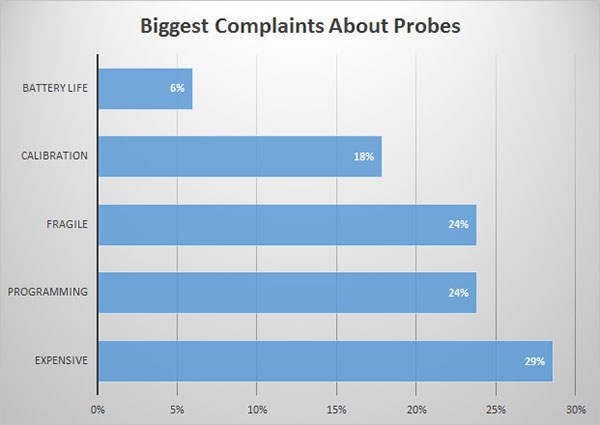 Biggest Complaints About Probes
BATTERY LIFE
6%
CALIBRATION
18%
FRAGILE
24%
PROGRAMMING
24%
EXPENSIVE
29%
0% 5% 10% 15% 20% 25% 30%